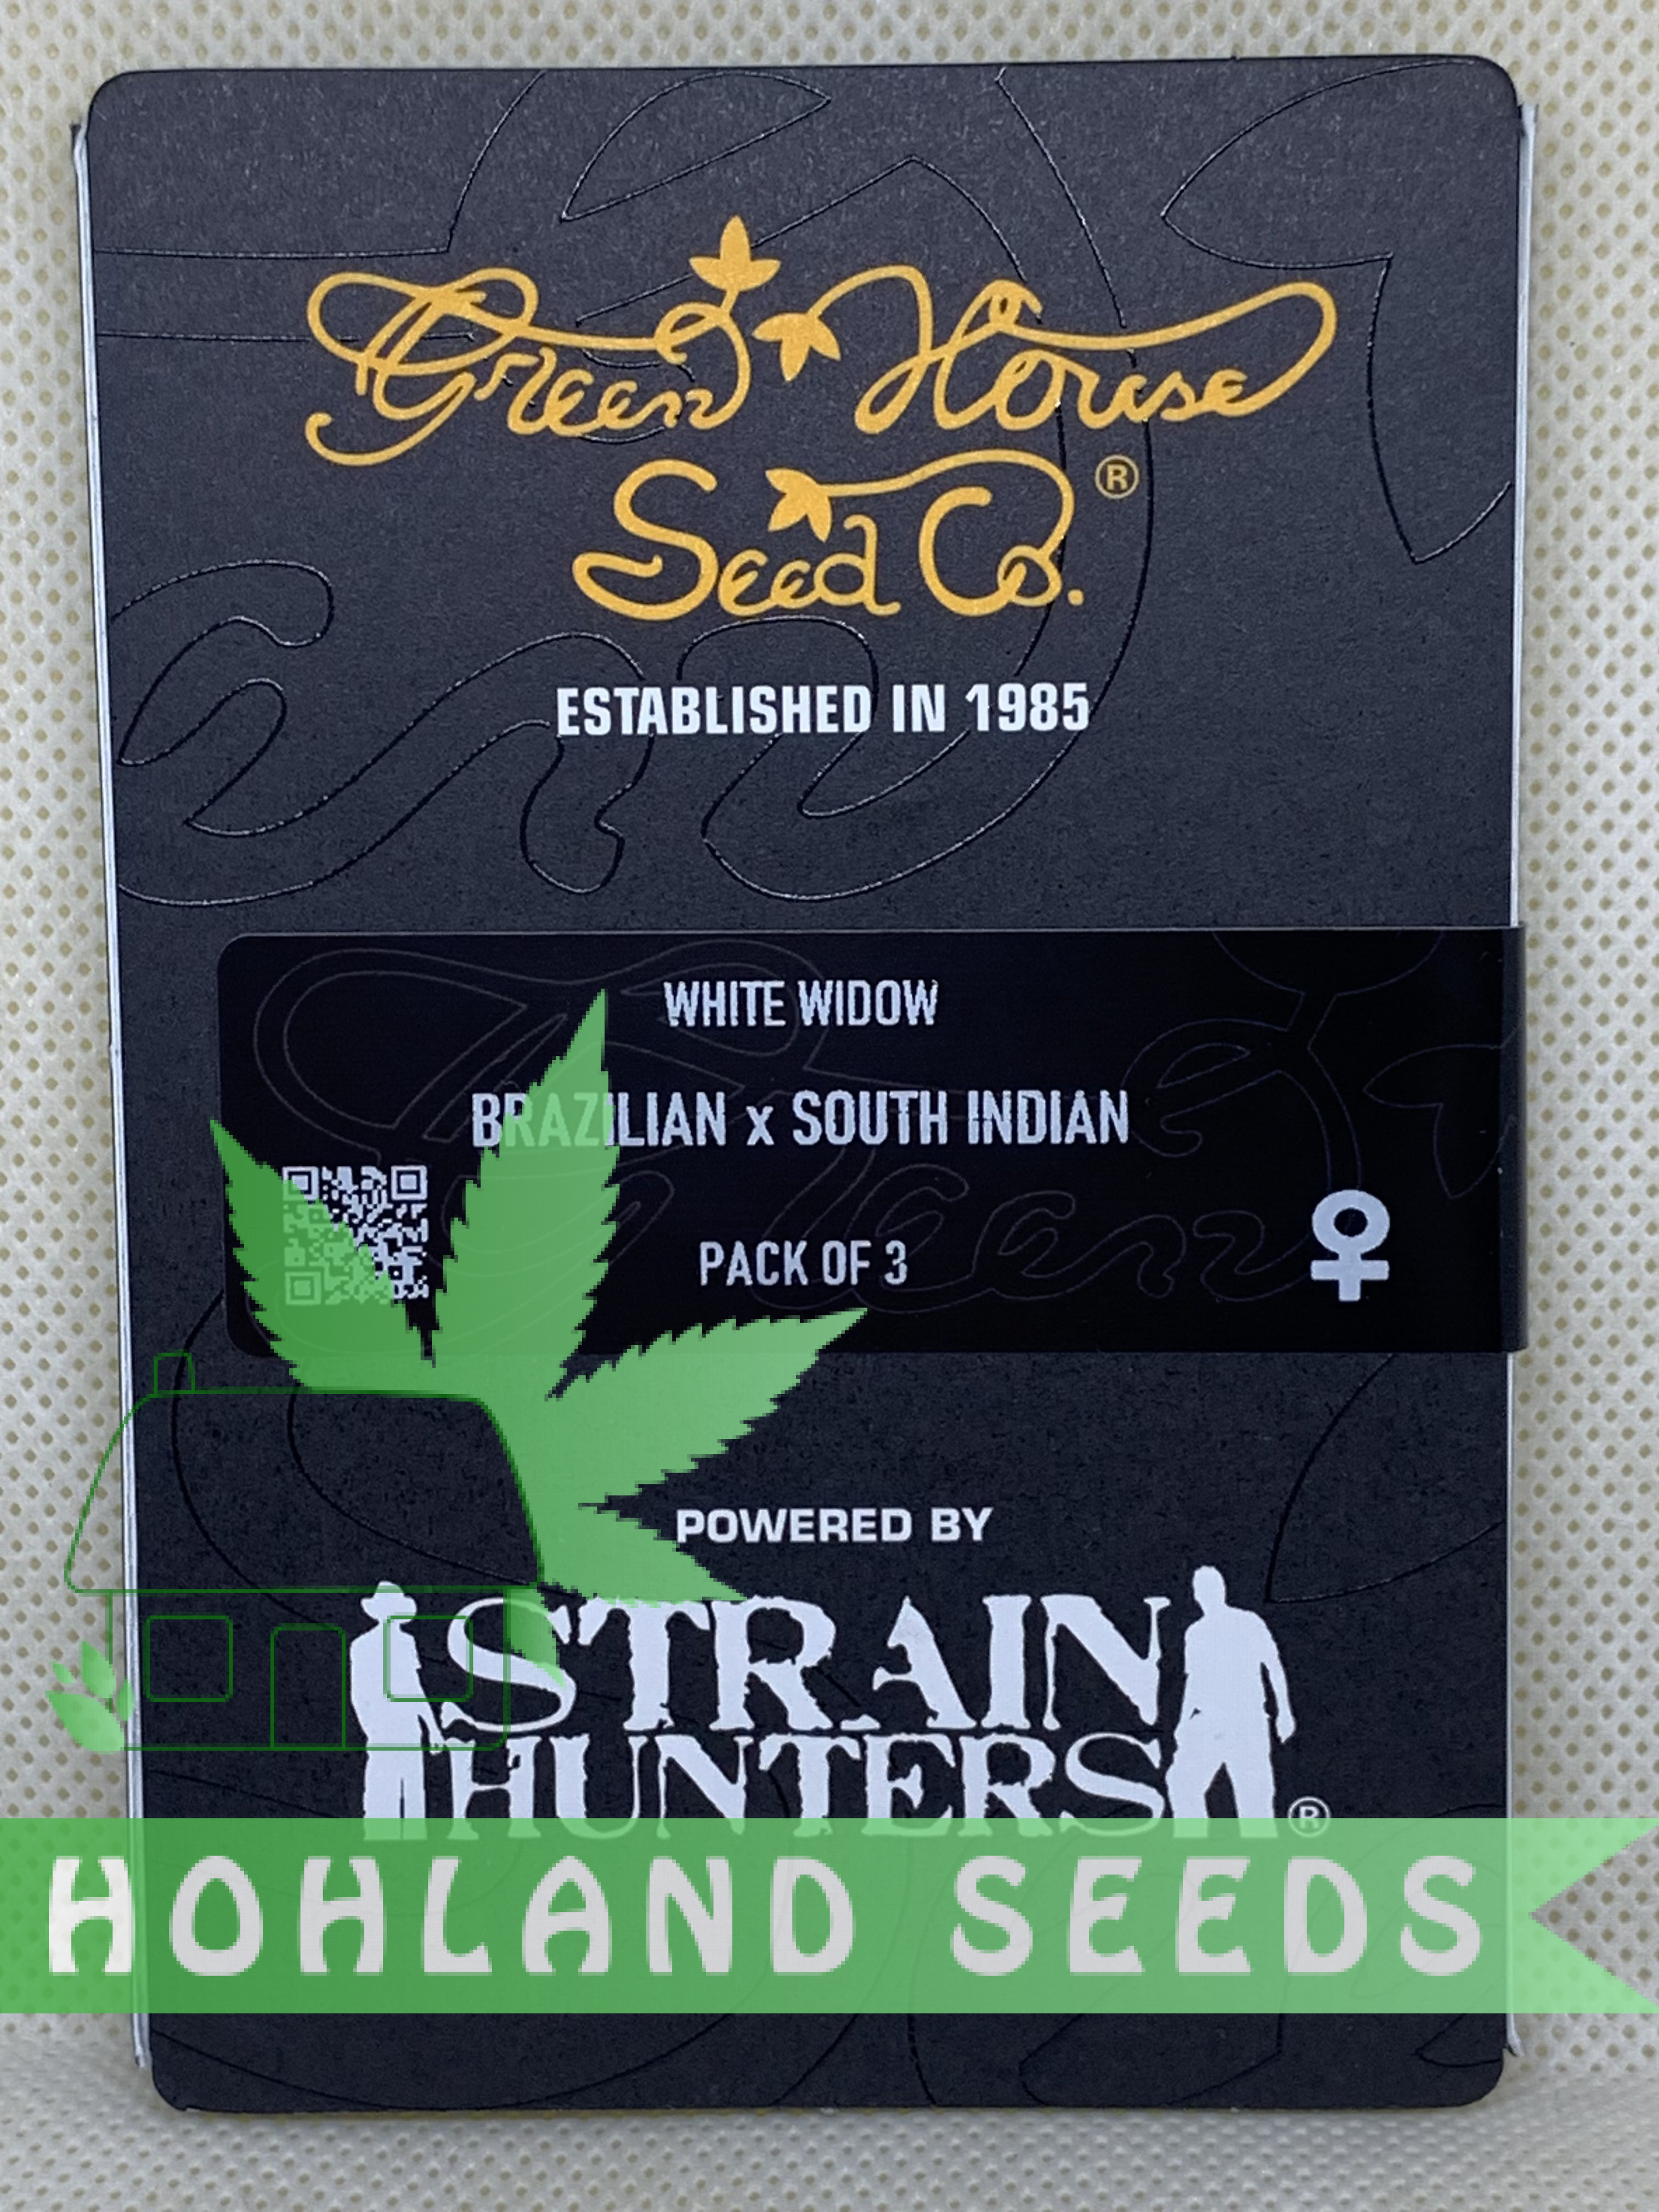 Green House
Seed Co.®
ESTABLISHED IN 1985
WHITE WIDOW
BRAZILIAN x SOUTH INDIAN
PACK OF 3
POWERED BY
STRAIN
HUNTERS®
HOHLAND SEEDS